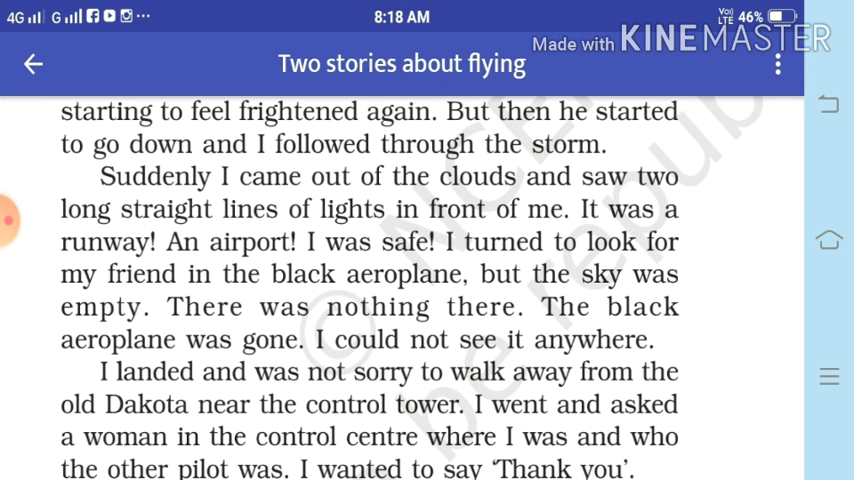 4G G 8:18 AM Voj) LTE 46%
Made with KINEMASTER
Two stories about flying
starting to feel frightened again. But then he started
to go down and I followed through the storm.
Suddenly I came out of the clouds and saw two
long straight lines of lights in front of me. It was a
runway! An airport! I was safe! I turned to look for
my friend in the black aeroplane, but the sky was
empty. There was nothing there. The black
aeroplane was gone. I could not see it anywhere.
I landed and was not sorry to walk away from the
old Dakota near the control tower. I went and asked
a woman in the control centre where I was and who
the other pilot was. I wanted to say ‘Thank you’.
© NCE
be repub